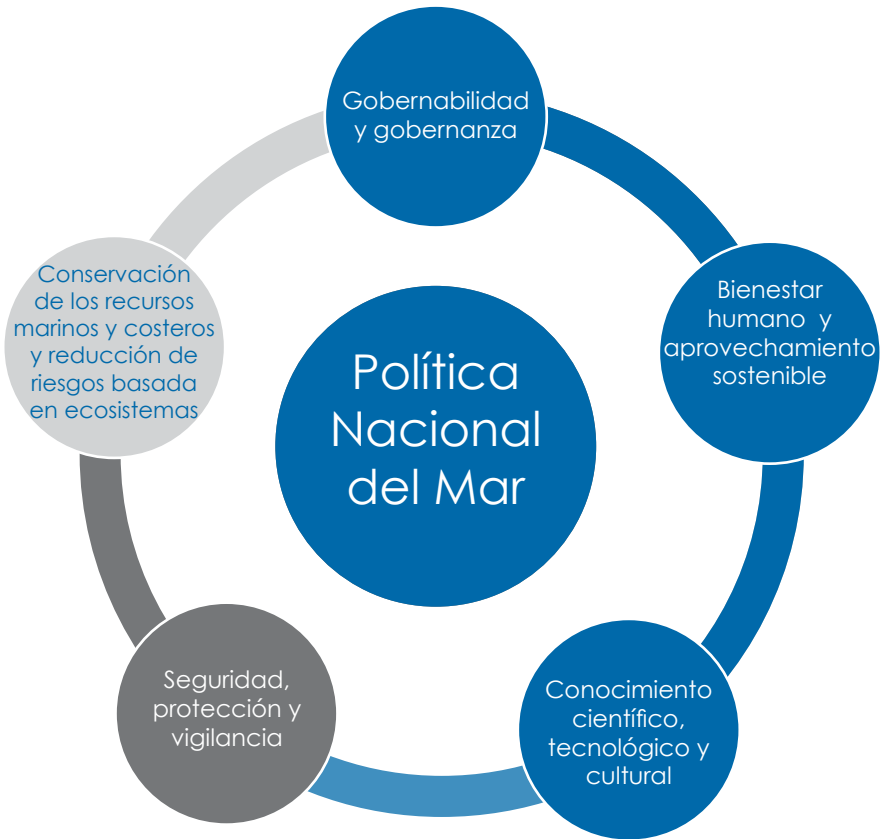 Gobernabilidad
y gobernanza
Bienestar
humano y
aprovechamiento
sostenible
Conocimiento
científico,
tecnológico y
cultural
Seguridad,
protección y
vigilancia
Conservación
de los recursos
marinos y costeros
y reducción de
riesgos basada
en ecosistemas
Política
Nacional
del Mar